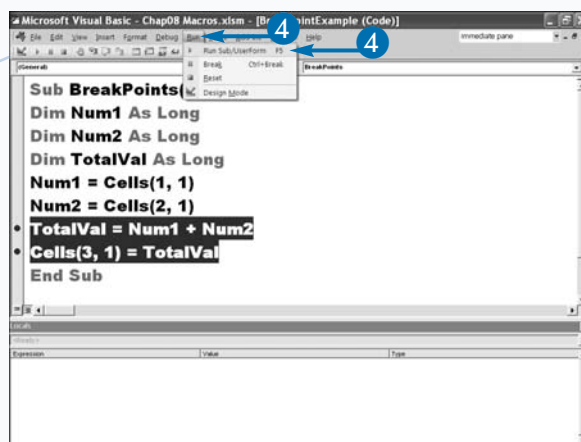 Microsoft Visual Basic - Chap08 Macros.xlsm - [BreakPointExample (Code)]
File Edit View Insert Format Debug Run Help
immediate pane
4
Run Sub/UserForm F5
4
Break Ctrl+Break
Reset
Design Mode
(General)
BreakPoints
Sub BreakPoints(
Dim Num1 As Long
Dim Num2 As Long
Dim TotalVal As Long
Num1 = Cells(1, 1)
Num2 = Cells(2, 1)
TotalVal = Num1 + Num2
Cells(3, 1) = TotalVal
End Sub
Locals
<Ready>
Expression Value Type